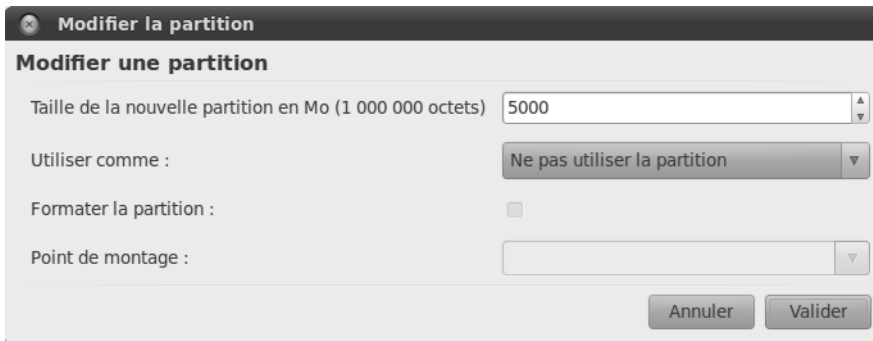 Modifier la partition
Modifier une partition
Taille de la nouvelle partition en Mo (1 000 000 octets) 5000
Utiliser comme : Ne pas utiliser la partition
Formater la partition :
Point de montage :
Annuler Valider